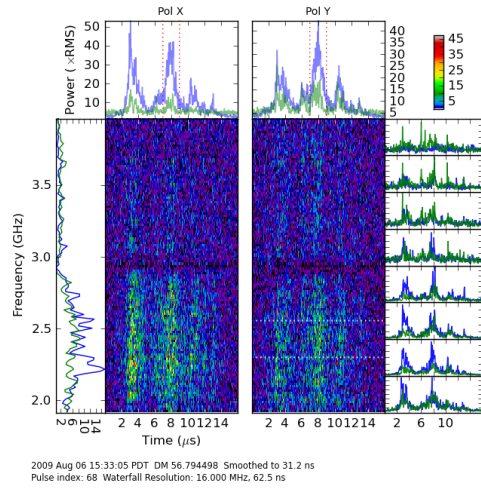 Pol X
Pol Y
Power (×RMS)
50
40
30
20
10
40
35
30
25
20
15
10
5
45
35
25
15
5
Frequency (GHz)
3.5
3.0
2.5
2.0
2 6 10 14
2 4 6 8 10 12
2 4 6 8 10 12
2 6 10 14
Time (μs)
2009 Aug 06 15:33:05 PDT DM 56.794498 Smoothed to 31.2 ns
Pulse index: 68 Waterfall Resolution: 16.000 MHz, 62.5 ns